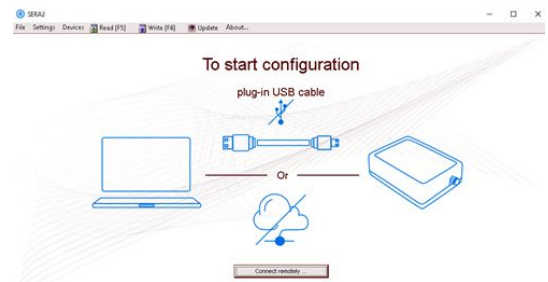 SERA2
File Settings Devices Read [F5] Write [F6] Update About...
To start configuration
plug-in USB cable
Or
Connect remotely ...